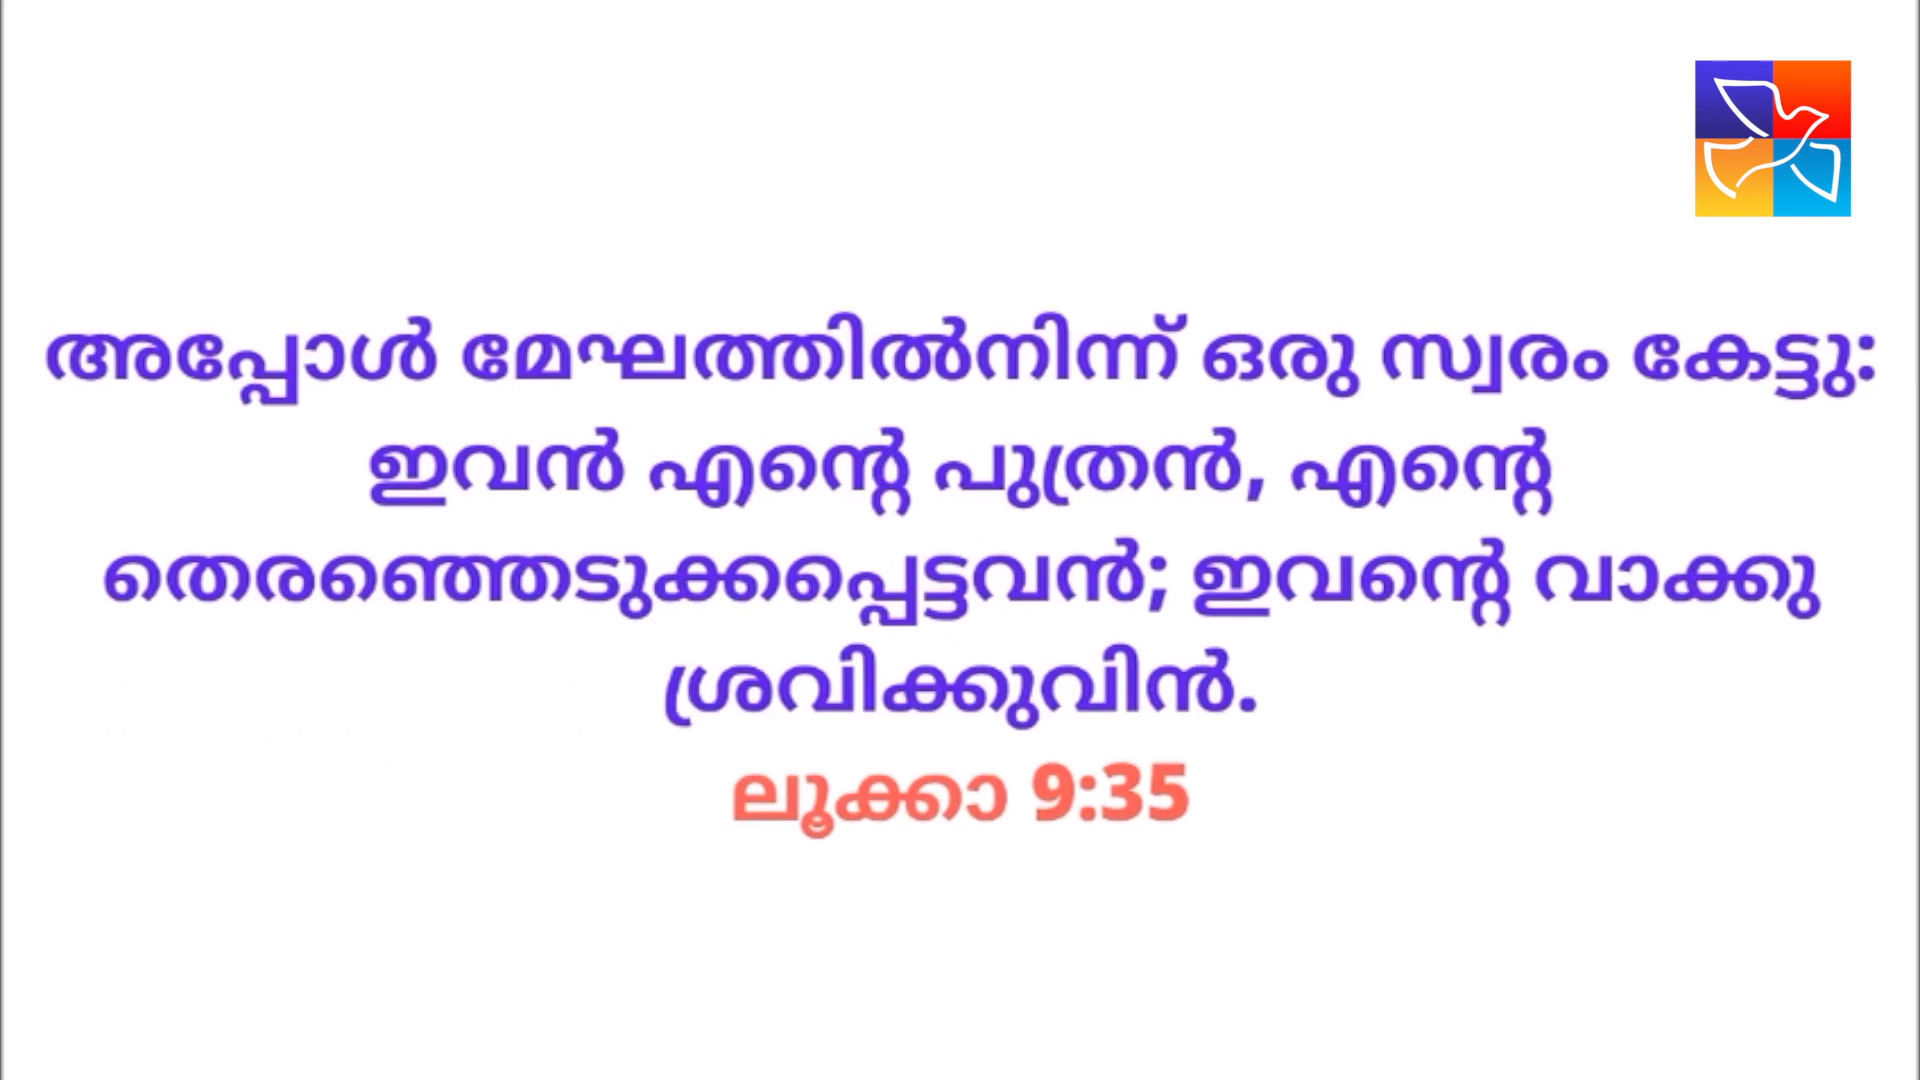 അപ്പോൾ മേഘത്തിൽനിന്ന് ഒരു സ്വരം കേട്ടു:
ഇവൻ എന്റെ പുത്രൻ, എന്റെ
തെരഞ്ഞെടുക്കപ്പെട്ടവൻ; ഇവന്റെ വാക്കു
ശ്രവിക്കുവിൻ.
ലൂക്കാ 9:35